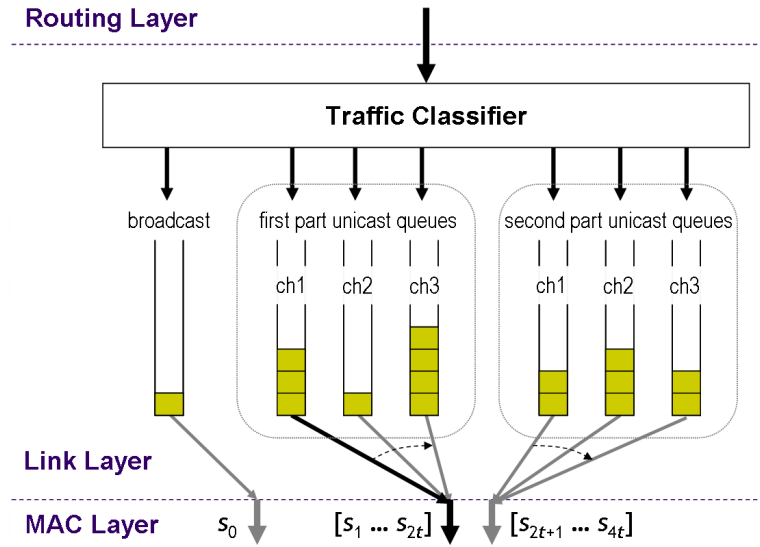 Routing Layer
Traffic Classifier
broadcast
first part unicast queues
second part unicast queues
ch1
ch2
ch3
ch1
ch2
ch3
Link Layer
MAC Layer
s0
[s1 ... s2t]
[s2t+1 ... s4t]